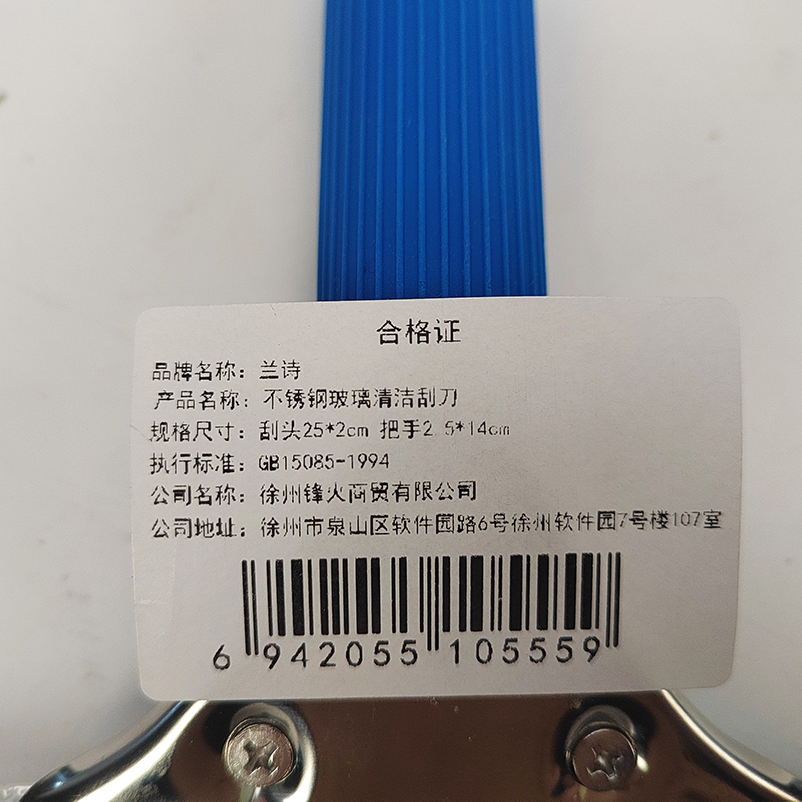 合格证
品牌名称：兰诗
产品名称：不锈钢玻璃清洁刮刀
规格尺寸：刮头25*2cm 把手2.5*14cm
执行标准：GB15085-1994
公司名称：徐州锋火商贸有限公司
公司地址：徐州市泉山区软件园路6号徐州软件园7号楼107室
6 942055 105559